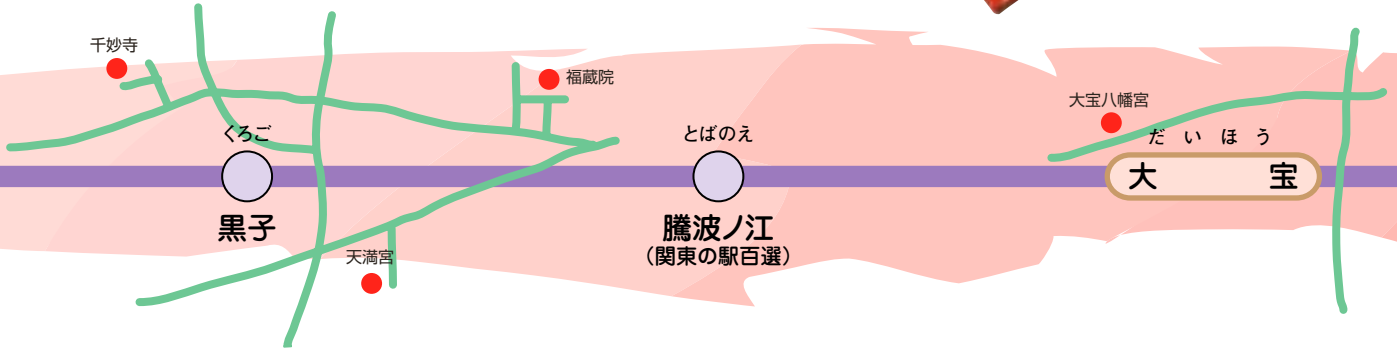 千妙寺
くろご
黒子
天満宮
福蔵院
とばのえ
騰波ノ江
（関東の駅百選）
大宝八幡宮
だいほう
大宝